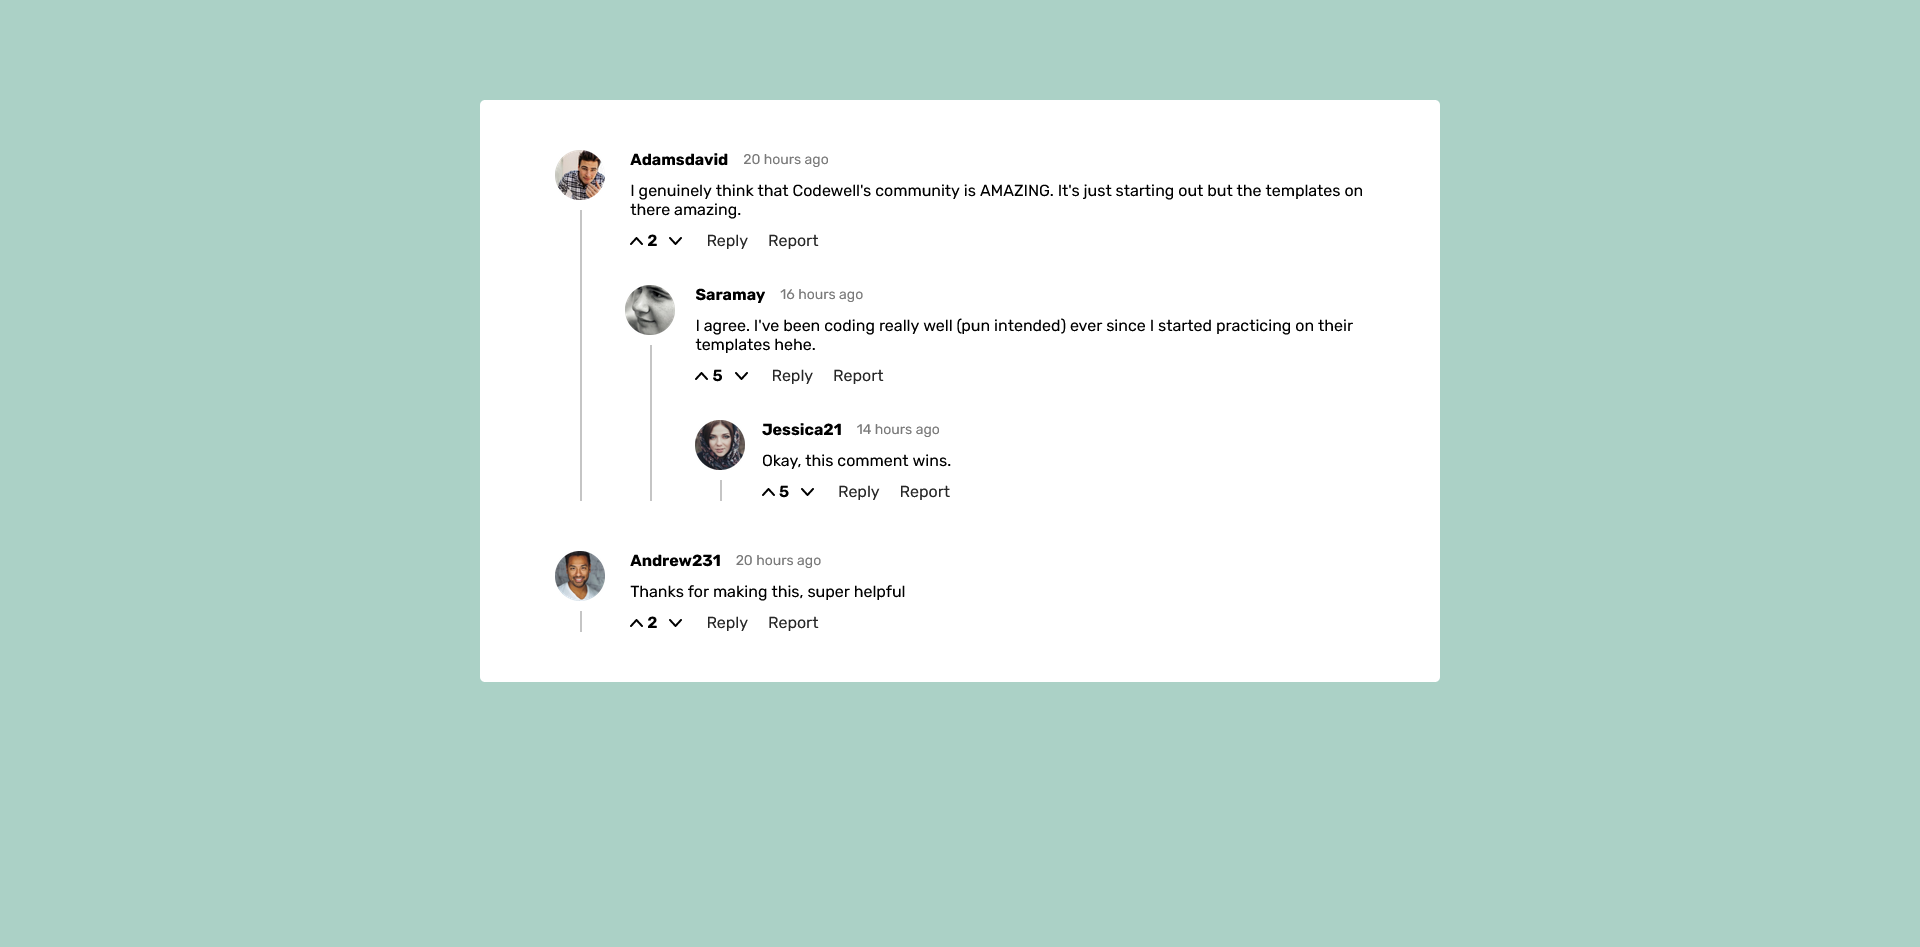 Adamsdavid 20 hours ago
I genuinely think that Codewell's community is AMAZING. It's just starting out but the templates on
there amazing.
2 Reply Report
Saramay 16 hours ago
I agree. I've been coding really well (pun intended) ever since I started practicing on their
templates hehe.
5 Reply Report
Jessica21 14 hours ago
Okay, this comment wins.
5 Reply Report
Andrew231 20 hours ago
Thanks for making this, super helpful
2 Reply Report